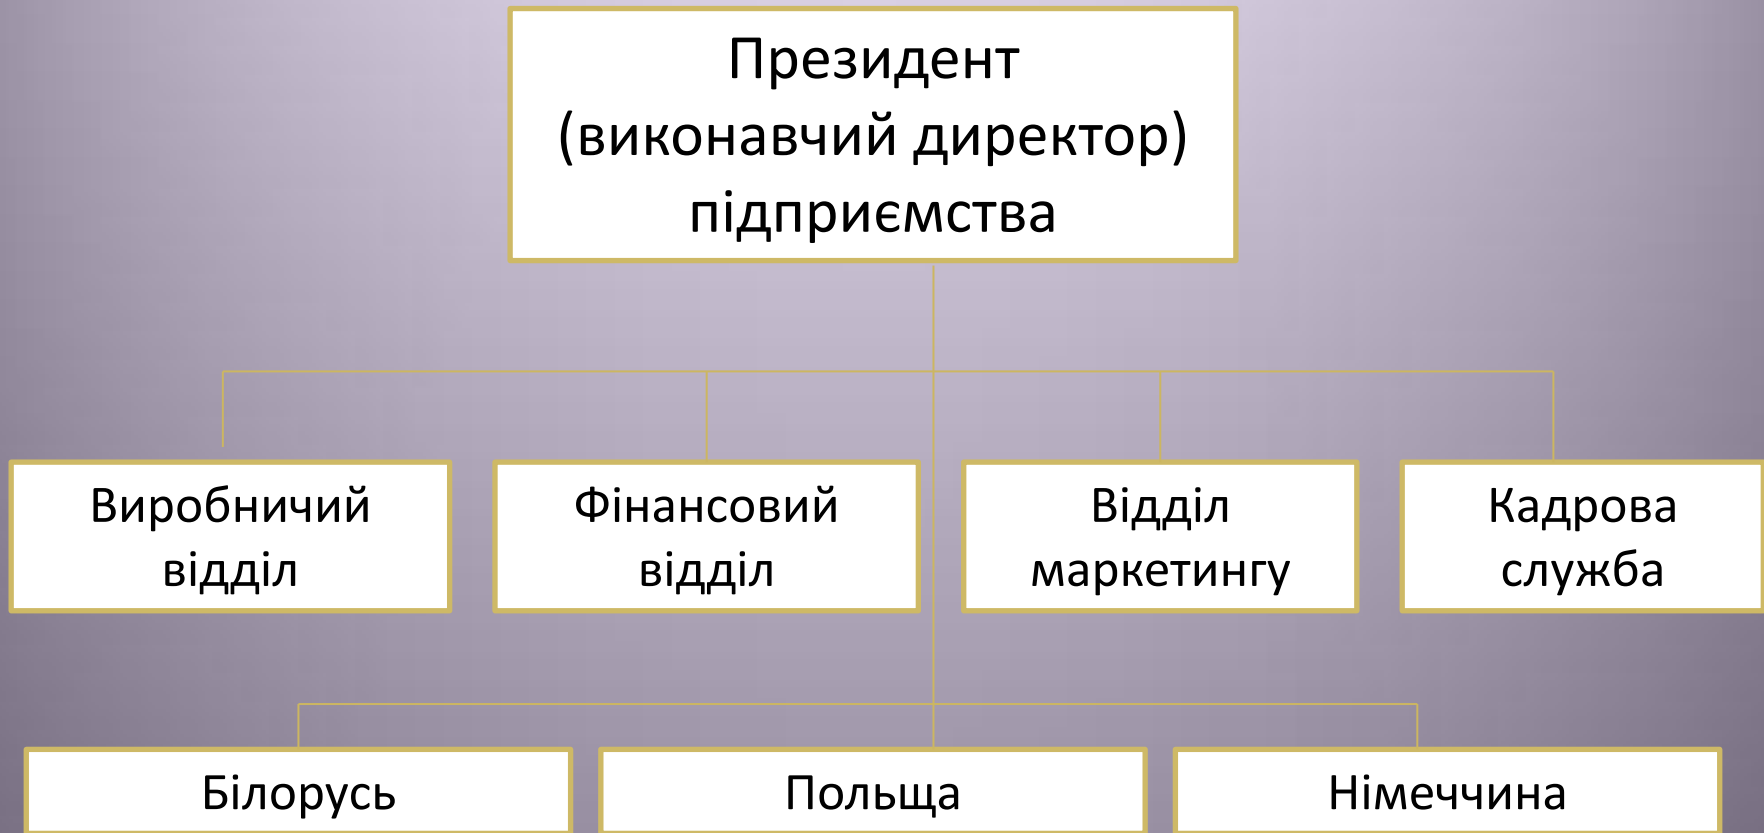 Президент
(виконавчий директор)
підприємства
Виробничий
відділ
Фінансовий
відділ
Відділ
маркетингу
Кадрова
служба
Білорусь
Польща
Німеччина